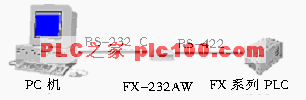 RS-232 C RS-422
PLC之家 plc100.com
PC 机 FX-232AW FX 系列 PLC